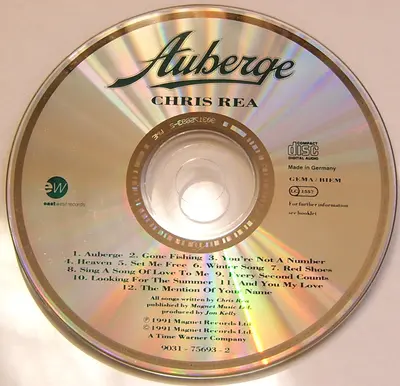 Auberge
CHRIS REA
COMPACT
disc
DIGITAL AUDIO
Made in Germany
GEMA/BIEM
LC 3887
For further information
see booklet
ew
east west records
1. Auberge 2. Gone Fishing 3. You're Not A Number
4. Heaven 5. Set Me Free 6. Winter Song 7. Red Shoes
8. Sing A Song Of Love To Me 9. Every Second Counts
10. Looking For The Summer 11. And You My Love
12. The Mention Of Your Name
All songs written by Chris Rea
published by Magnet Music Ltd
produced by Jon Kelly
℗ 1991 Magnet Records Ltd
© 1991 Magnet Records Ltd
A Time Warner Company
9031 - 75693 - 2